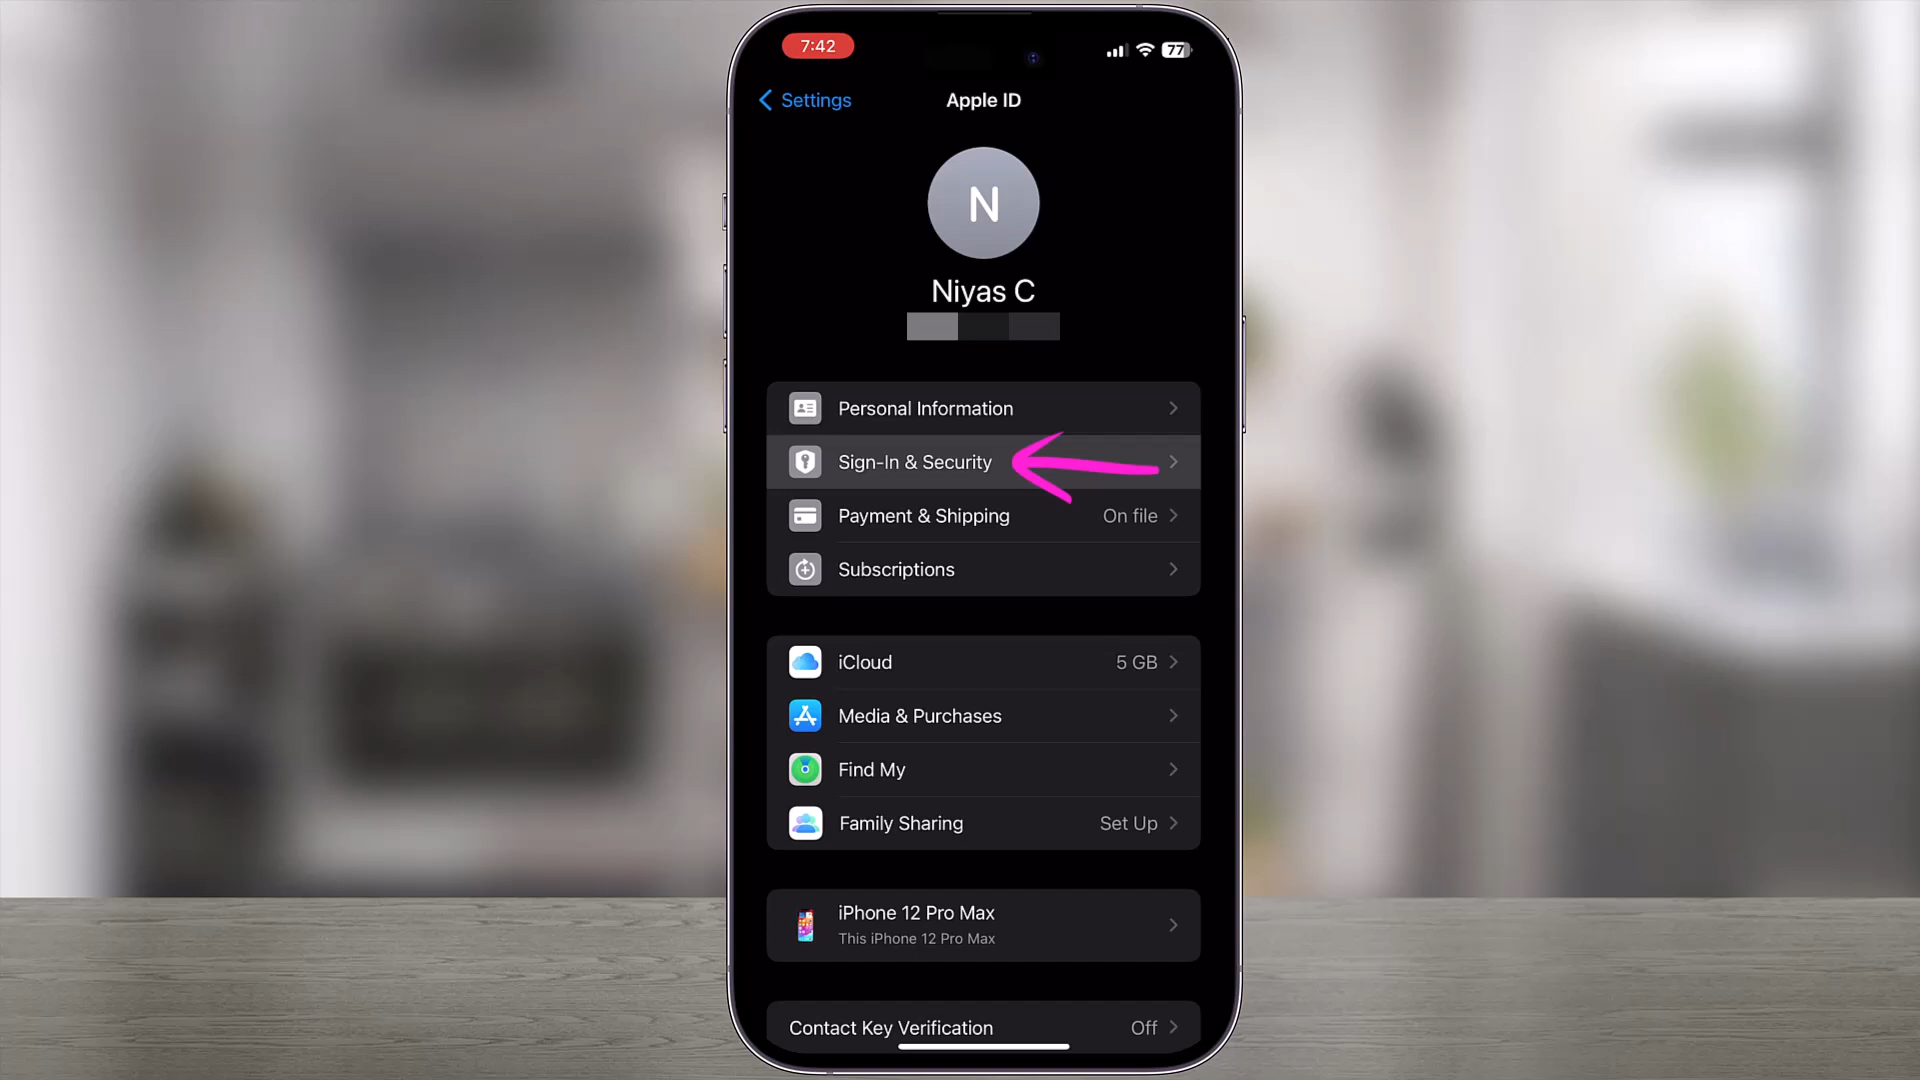 7:42
77
Settings
Apple ID
N
Niyas C
Personal Information
Sign-In & Security
Payment & Shipping On file
Subscriptions
iCloud 5 GB
Media & Purchases
Find My
Family Sharing Set Up
iPhone 12 Pro Max
This iPhone 12 Pro Max
Contact Key Verification Off